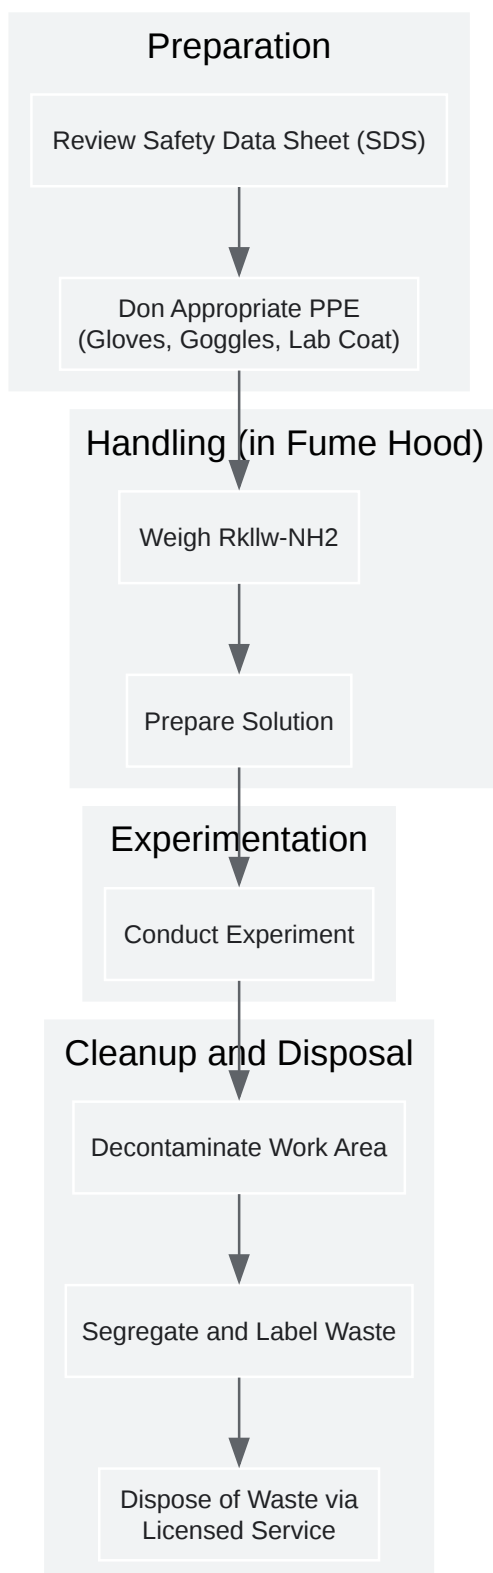 Preparation
Review Safety Data Sheet (SDS)
Don Appropriate PPE
(Gloves, Goggles, Lab Coat)
Handling (in Fume Hood)
Weigh Rkllw-NH2
Prepare Solution
Experimentation
Conduct Experiment
Cleanup and Disposal
Decontaminate Work Area
Segregate and Label Waste
Dispose of Waste via
Licensed Service